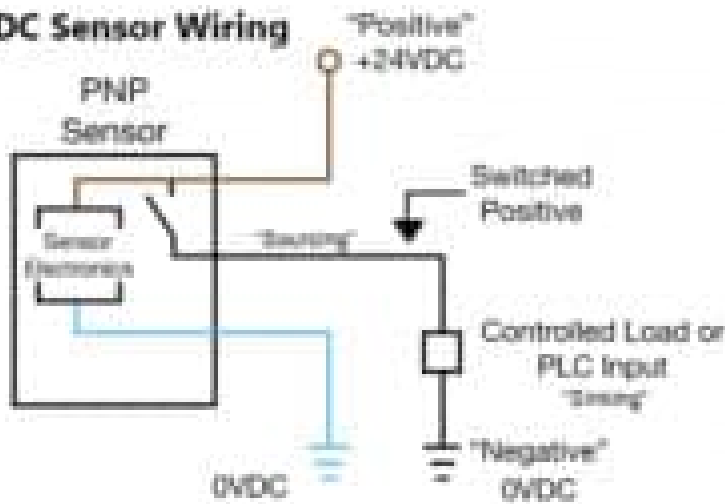 DC Sensor Wiring
"Positive"
+24VDC
PNP
Sensor
Switched
Positive
Sensor
Electronics
"Sourcing"
Controlled Load or
PLC Input
"Sinking"
"Negative"
0VDC
0VDC